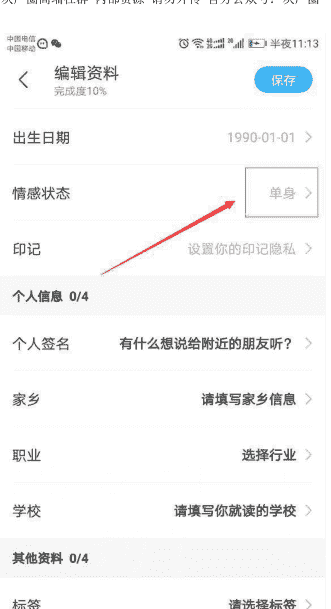 中国电信
中国移动 半夜11:13
编辑资料
完成度10%
保存
出生日期 1990-01-01
情感状态 单身
印记 设置你的印记隐私
个人信息 0/4
个人签名 有什么想说给附近的朋友听？
家乡 请填写家乡信息
职业 选择行业
学校 请填写你就读的学校
其他资料 0/4
标签 请选择标签